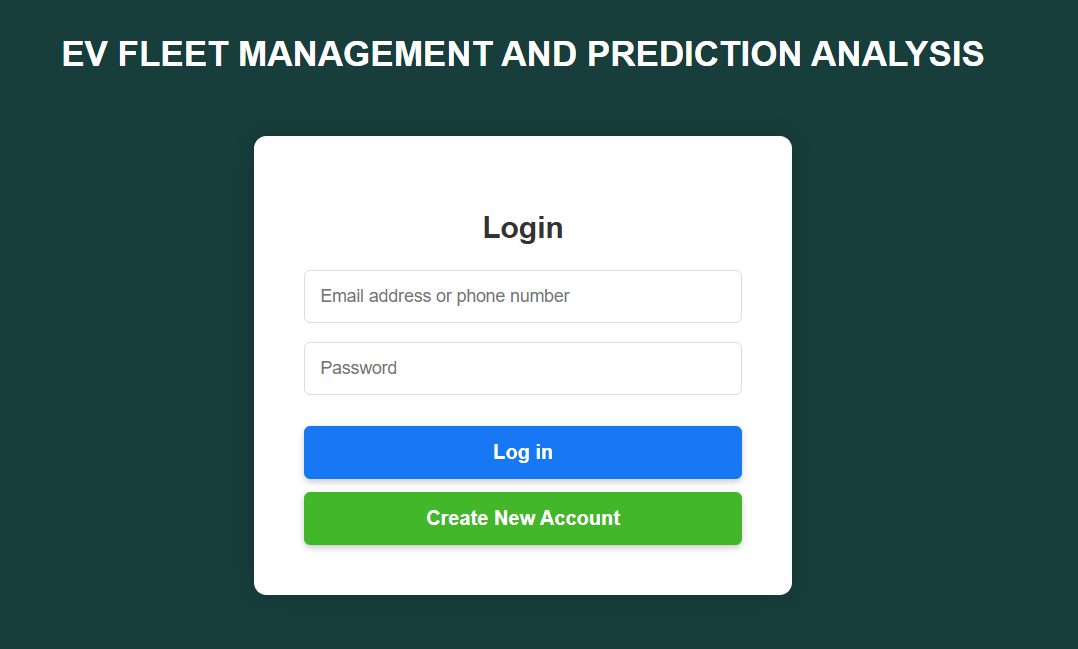 EV FLEET MANAGEMENT AND PREDICTION ANALYSIS
Login
Email address or phone number
Password
Log in
Create New Account